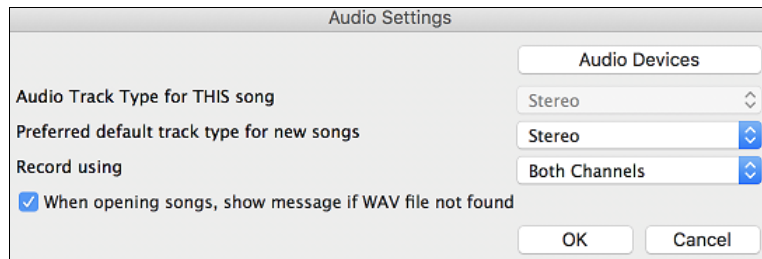 Audio Settings
Audio Devices
Audio Track Type for THIS song Stereo
Preferred default track type for new songs Stereo
Record using Both Channels
When opening songs, show message if WAV file not found
OK Cancel